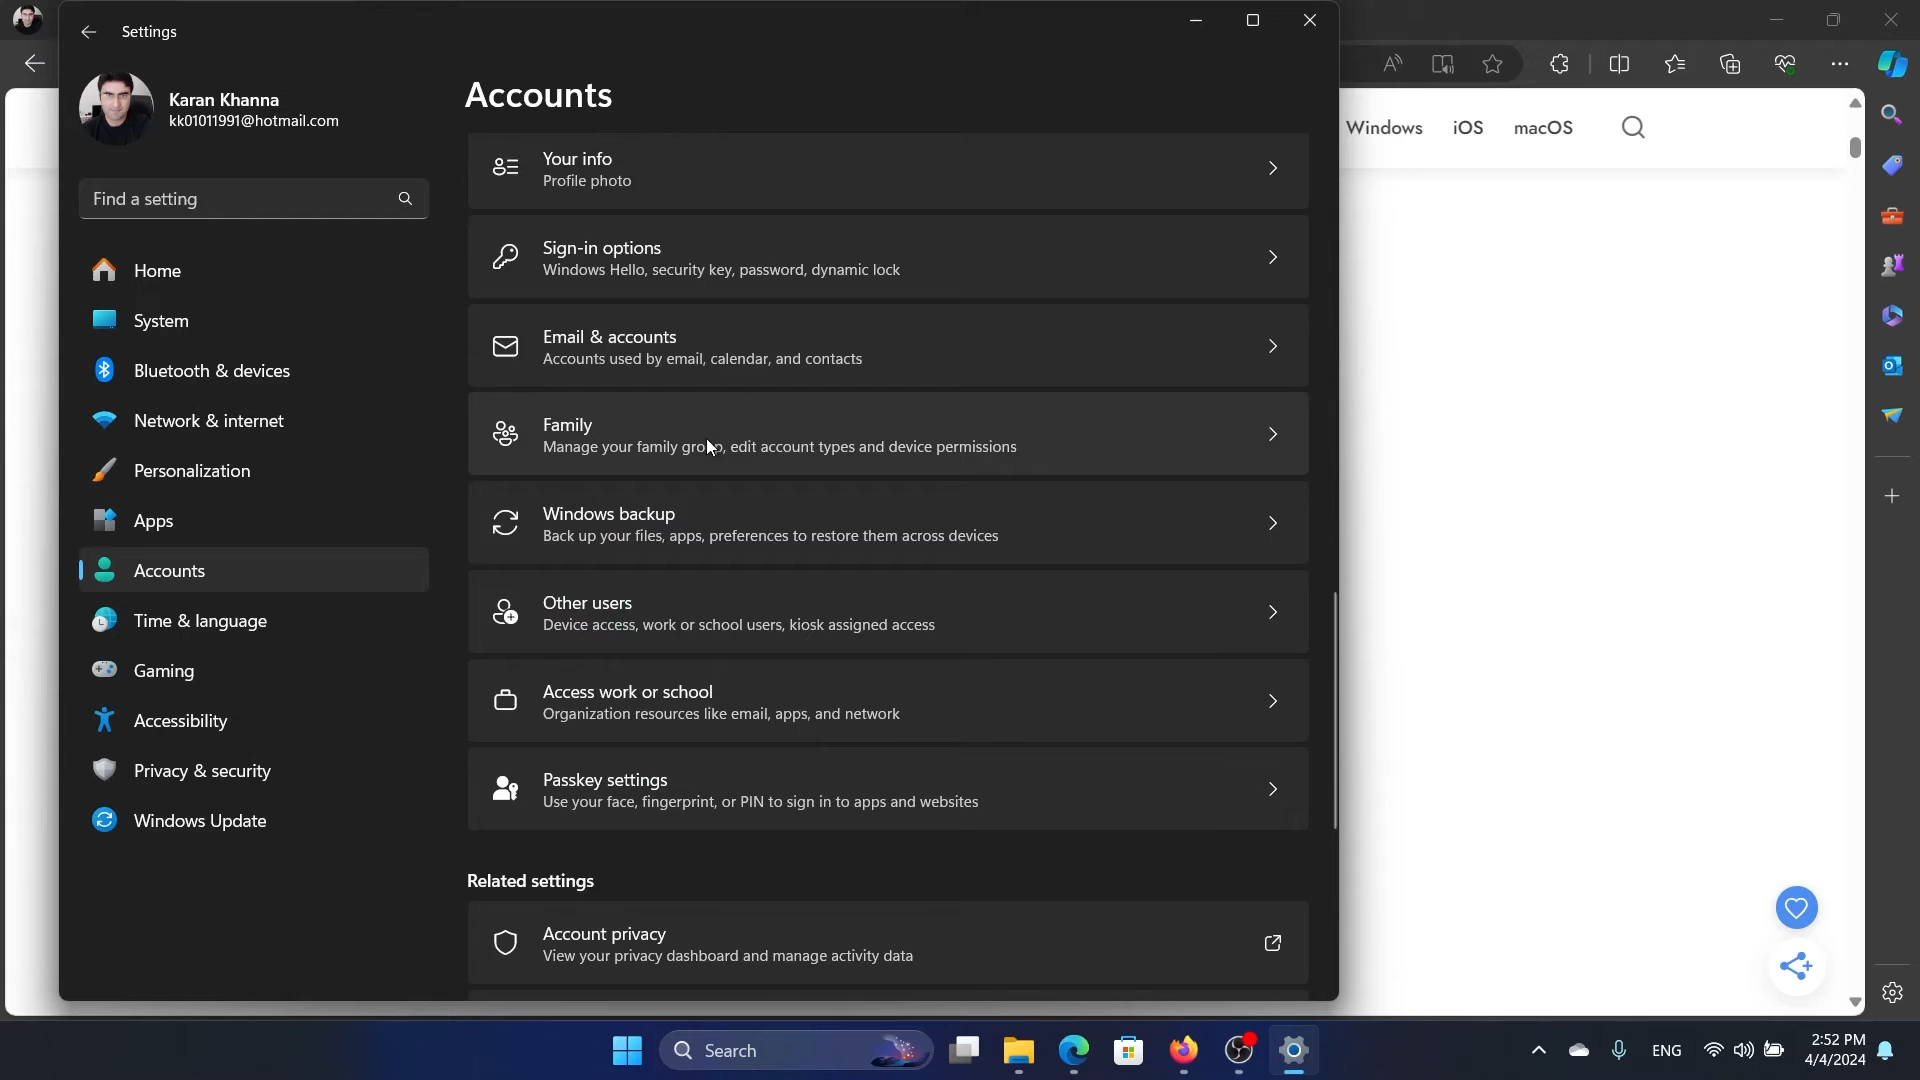 Settings
Karan Khanna
kk01011991@hotmail.com
Find a setting
Home
System
Bluetooth & devices
Network & internet
Personalization
Apps
Accounts
Time & language
Gaming
Accessibility
Privacy & security
Windows Update
Accounts
Your info
Profile photo
Sign-in options
Windows Hello, security key, password, dynamic lock
Email & accounts
Accounts used by email, calendar, and contacts
Family
Manage your family group, edit account types and device permissions
Windows backup
Back up your files, apps, preferences to restore them across devices
Other users
Device access, work or school users, kiosk assigned access
Access work or school
Organization resources like email, apps, and network
Passkey settings
Use your face, fingerprint, or PIN to sign in to apps and websites
Related settings
Account privacy
View your privacy dashboard and manage activity data
Windows iOS macOS
Search
ENG
2:52 PM
4/4/2024